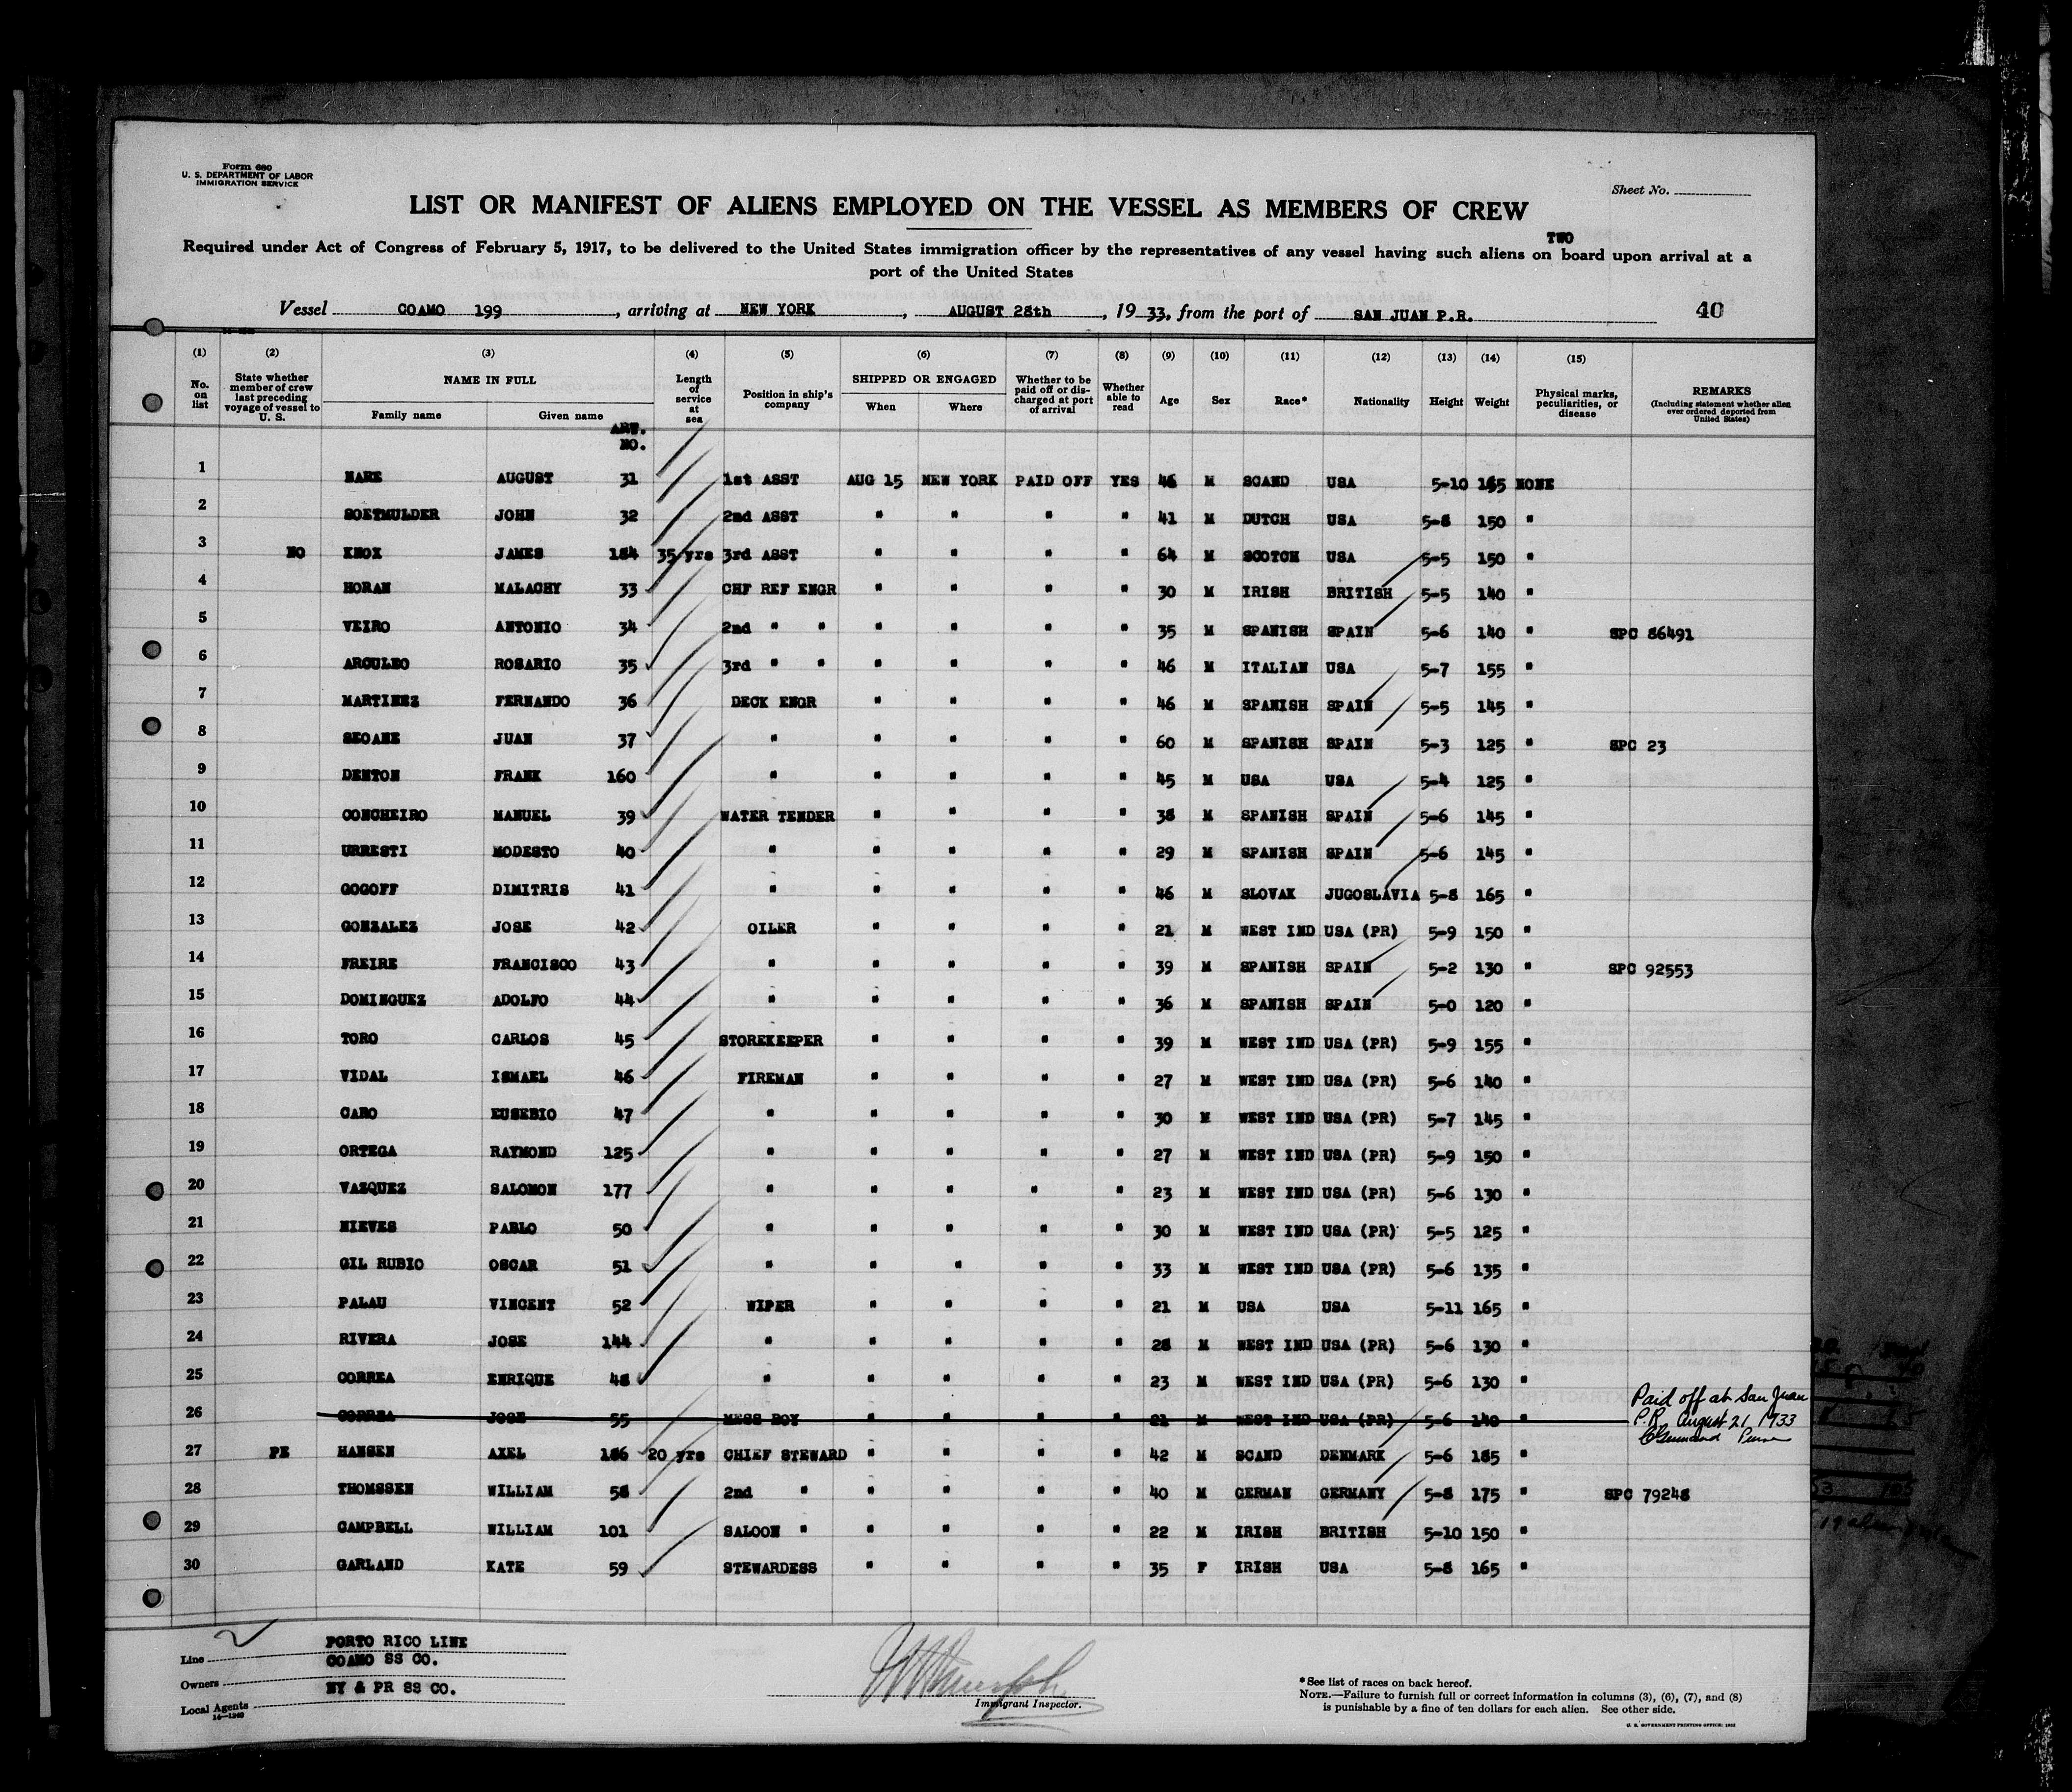 Form 680
U. S. DEPARTMENT OF LABOR
IMMIGRATION SERVICE
Sheet No.
LIST OR MANIFEST OF ALIENS EMPLOYED ON THE VESSEL AS MEMBERS OF CREW
TWO
Required under Act of Congress of February 5, 1917, to be delivered to the United States immigration officer by the representatives of any vessel having such aliens on board upon arrival at a
port of the United States
Vessel COAMO 199, arriving at NEW YORK, AUGUST 28th, 1933, from the port of SAN JUAN P.R. 40
(1) (2) (3) (4) (5) (6) (7) (8) (9) (10) (11) (12) (13) (14) (15)
No. on list State whether member of crew last preceding voyage of vessel to U. S. NAME IN FULL Family name Given name Length of service at sea Position in ship's company SHIPPED OR ENGAGED When Where Whether to be paid off or discharged at port of arrival Whether able to read Age Sex Race* Nationality Height Weight Physical marks, peculiarities, or disease REMARKS (Including statement whether alien ever ordered deported from United States)
ART. NO.
1 HAKE AUGUST 31 1st ASST AUG 15 NEW YORK PAID OFF YES 46 M SCAND USA 5-10 165 NONE
2 SOETMULDER JOHN 32 2nd ASST " " " " 41 M DUTCH USA 5-8 150 "
3 NO KNOX JAMES 184 35 yrs 3rd ASST " " " " 64 M SCOTCH USA 5-5 150 "
4 HORAN MALACHY 33 CHF REF ENGR " " " " 30 M IRISH BRITISH 5-5 140 "
5 VEIRO ANTONIO 34 2nd " " " " " " 35 M SPANISH SPAIN 5-6 140 " SPC 86491
6 ARCULEO ROSARIO 35 3rd " " " " " " 46 M ITALIAN USA 5-7 155 "
7 MARTINEZ FERNANDO 36 DECK ENGR " " " " 46 M SPANISH SPAIN 5-5 145 "
8 SEOANE JUAN 37 " " " " " 60 M SPANISH SPAIN 5-3 125 " SPC 23
9 DENTON FRANK 160 " " " " " 45 M USA USA 5-4 125 "
10 CONCHEIRO MANUEL 39 WATER TENDER " " " " 38 M SPANISH SPAIN 5-6 145 "
11 URRESTI MODESTO 40 " " " " " 29 M SPANISH SPAIN 5-6 145 "
12 GOGOFF DIMITRIS 41 " " " " " 46 M SLOVAK JUGOSLAVIA 5-8 165 "
13 GONZALEZ JOSE 42 OILER " " " " 21 M WEST IND USA (PR) 5-9 150 "
14 FREIRE FRANCISCO 43 " " " " " 39 M SPANISH SPAIN 5-2 130 " SPC 92553
15 DOMINGUEZ ADOLFO 44 " " " " " 36 M SPANISH SPAIN 5-0 120 "
16 TORO CARLOS 45 STOREKEEPER " " " " 39 M WEST IND USA (PR) 5-9 155 "
17 VIDAL ISMAEL 46 FIREMAN " " " " 27 M WEST IND USA (PR) 5-6 140 "
18 CARO EUSEBIO 47 " " " " " 30 M WEST IND USA (PR) 5-7 145 "
19 ORTEGA RAYMOND 125 " " " " " 27 M WEST IND USA (PR) 5-9 150 "
20 VAZQUEZ SALOMON 177 " " " " " 23 M WEST IND USA (PR) 5-6 130 "
21 NIEVES PABLO 50 " " " " " 30 M WEST IND USA (PR) 5-5 125 "
22 GIL RUBIO OSCAR 51 " " " " " 33 M WEST IND USA (PR) 5-6 135 "
23 PALAU VINCENT 52 WIPER " " " " 21 M USA USA 5-11 165 "
24 RIVERA JOSE 144 " " " " " 28 M WEST IND USA (PR) 5-6 130 "
25 CORREA ENRIQUE 48 " " " " " 23 M WEST IND USA (PR) 5-6 130 "
26 CORREA JOSE 55 MESS BOY " " " " 21 M WEST IND USA (PR) 5-6 140 " Paid off at San Juan
P.R. August 21, 1933
27 PE HANSEN AXEL 186 20 yrs CHIEF STEWARD " " " " 42 M SCAND DENMARK 5-6 185 "
28 THOMSSEN WILLIAM 58 2nd " " " " " 40 M GERMAN GERMANY 5-8 175 " SPC 79248
29 CAMPBELL WILLIAM 101 SALOON " " " " " 22 M IRISH BRITISH 5-10 150 "
30 GARLAND KATE 59 STEWARDESS " " " " 35 F IRISH USA 5-8 165 "
Line PORTO RICO LINE
Owners COAMO SS CO.
Local Agents NY & PR SS CO.
14—1240
Immigrant Inspector.
*See list of races on back hereof.
NOTE.—Failure to furnish full or correct information in columns (3), (6), (7), and (8)
is punishable by a fine of ten dollars for each alien. See other side.
U. S. GOVERNMENT PRINTING OFFICE: 1932